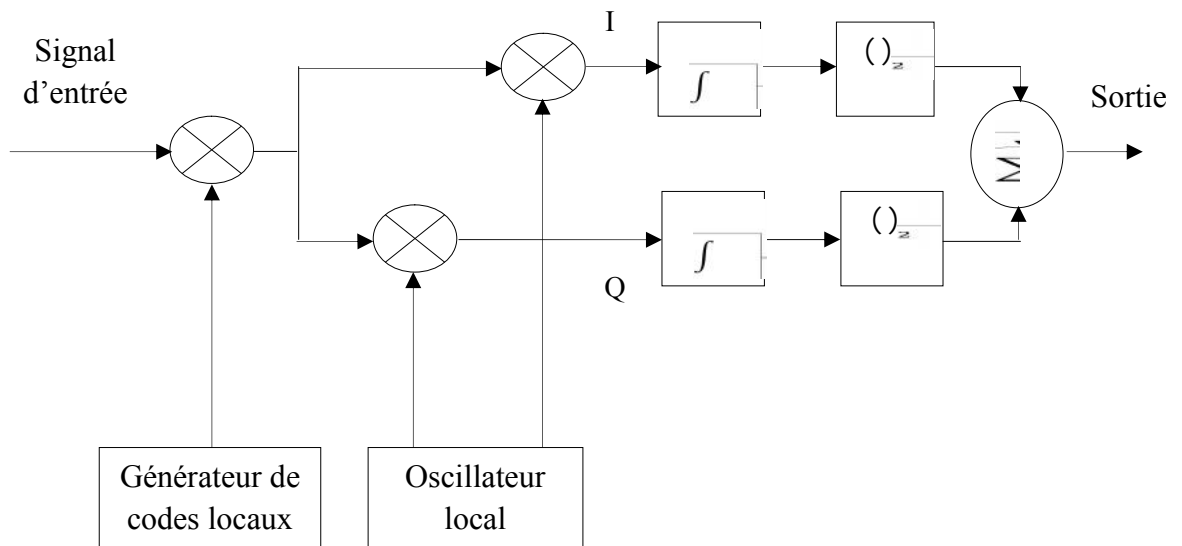 Signal
d’entrée
I
∫
()
Sortie
∫
()
Q
Générateur de
codes locaux
Oscillateur
local